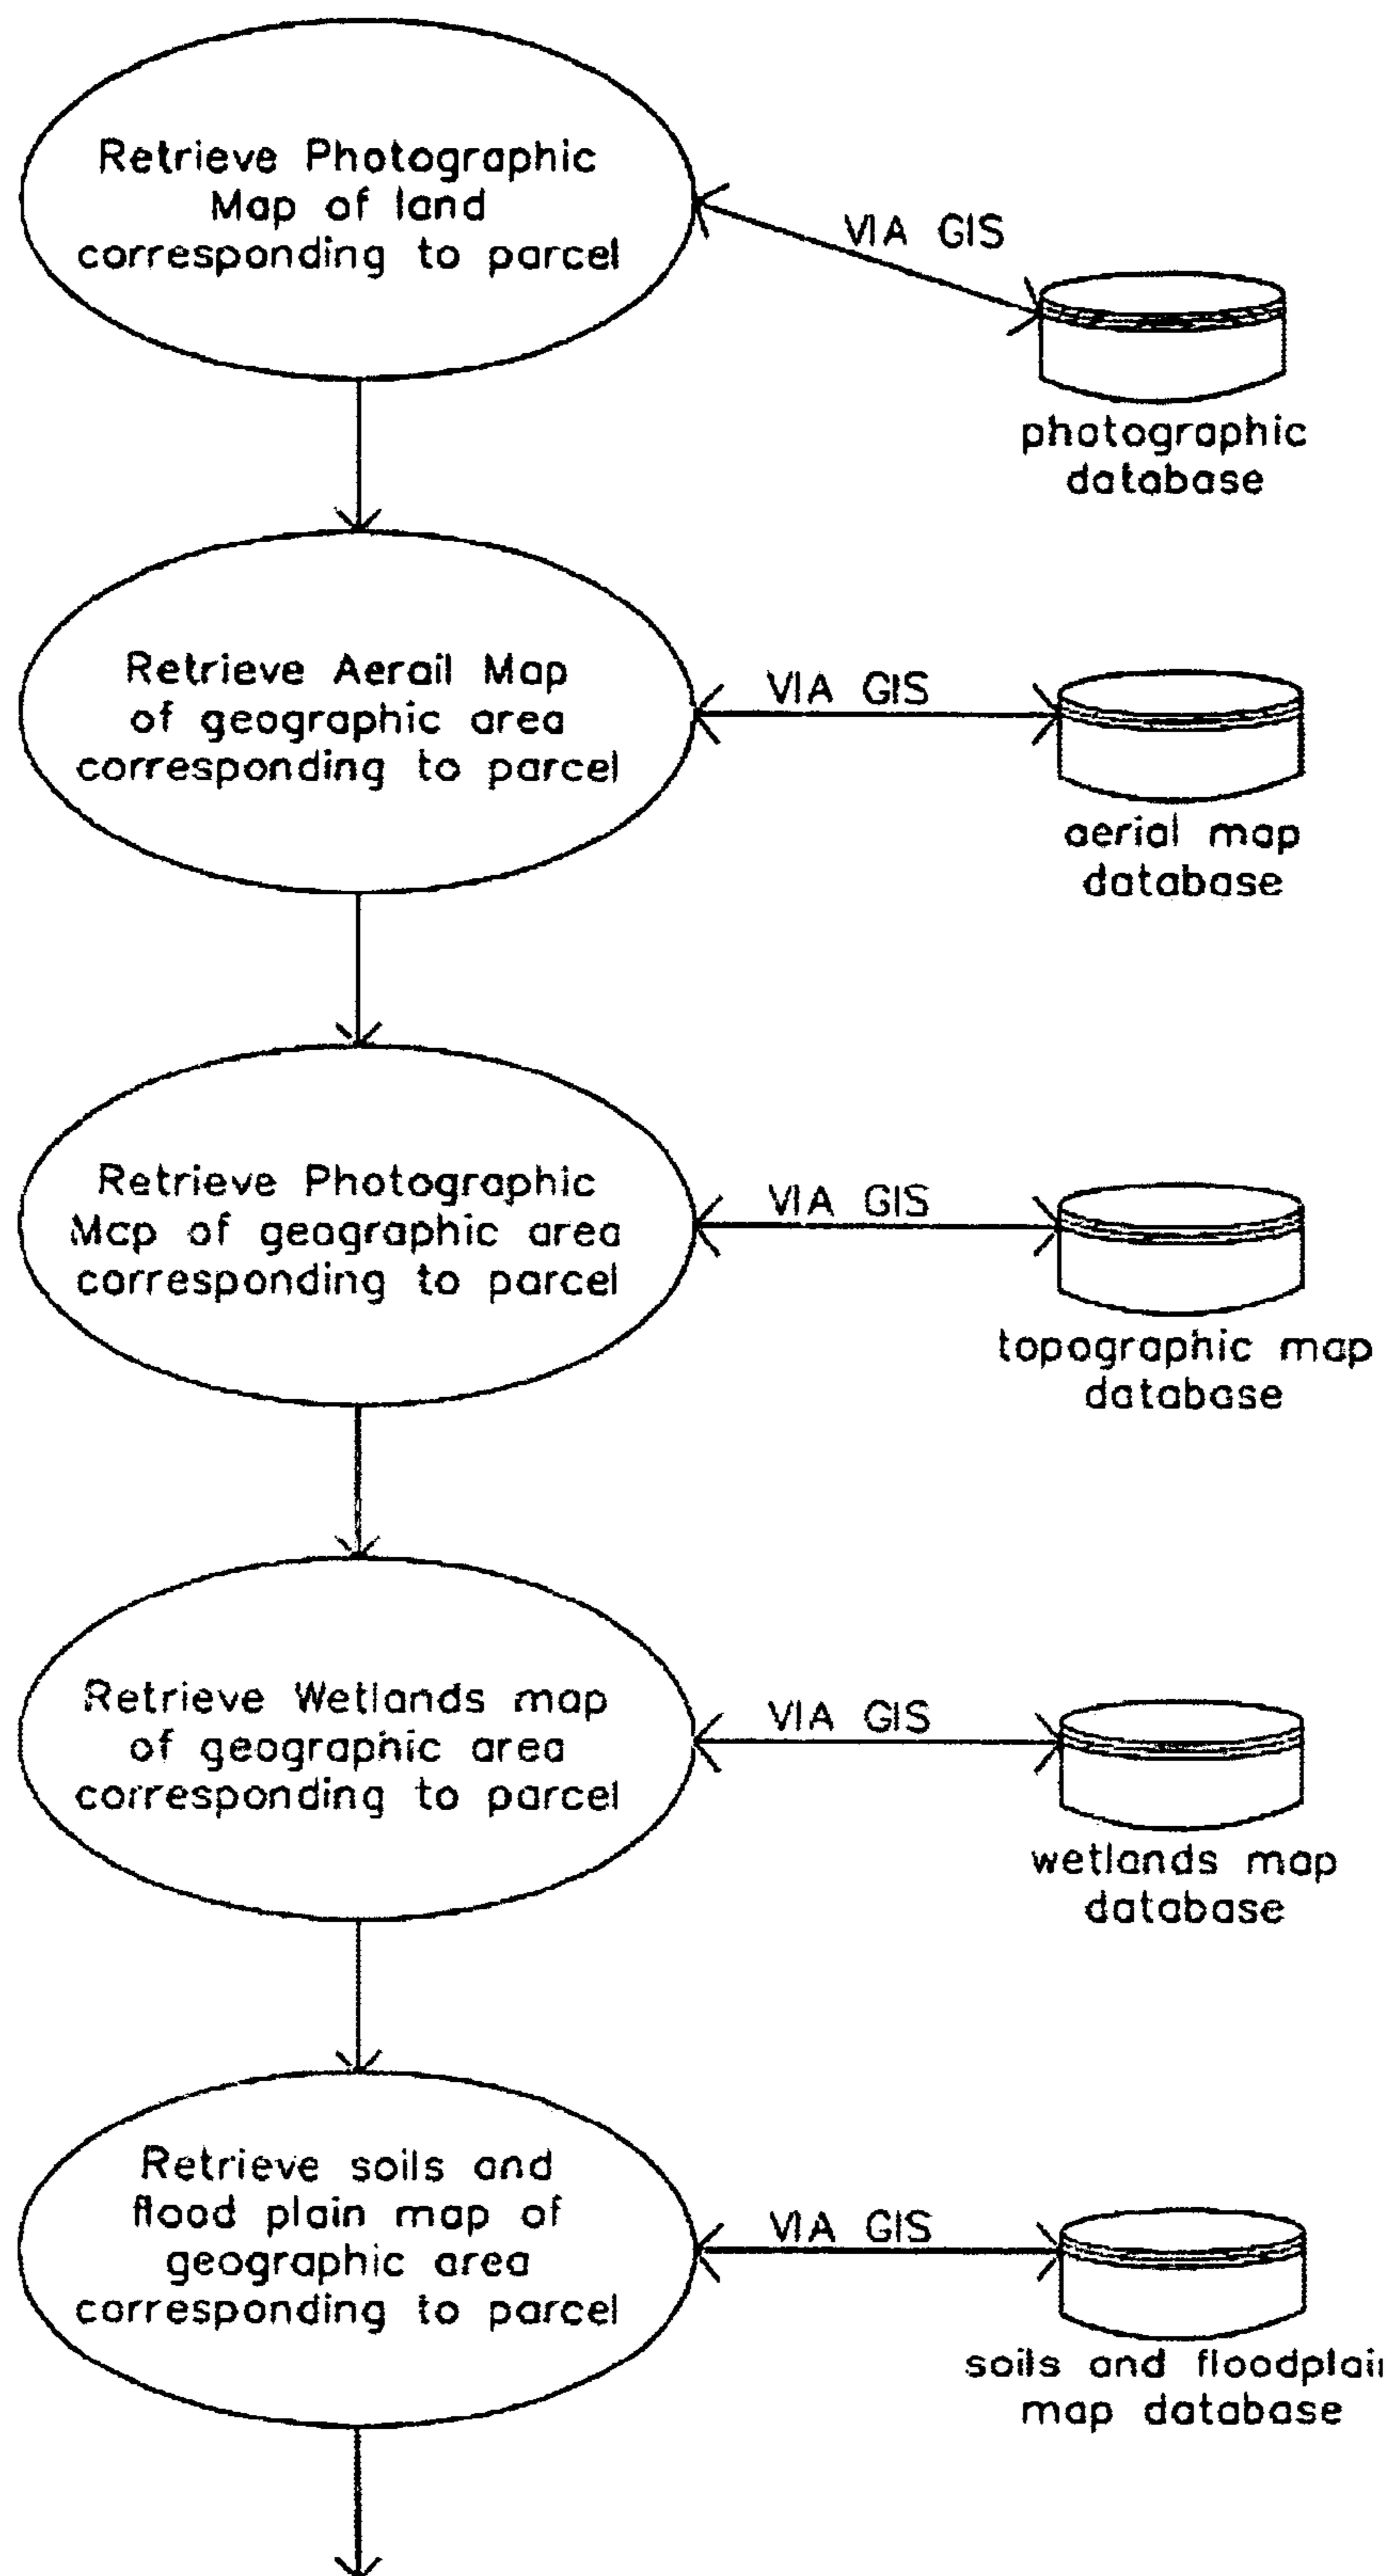 Retrieve Photographic
Map of land
corresponding to parcel
VIA GIS
photographic
database
Retrieve Aerail Map
of geographic area
corresponding to parcel
VIA GIS
aerial map
database
Retrieve Photographic
Map of geographic area
corresponding to parcel
VIA GIS
topographic map
database
Retrieve Wetlands map
of geographic area
corresponding to parcel
VIA GIS
wetlands map
database
Retrieve soils and
flood plain map of
geographic area
corresponding to parcel
VIA GIS
soils and floodplai
map database